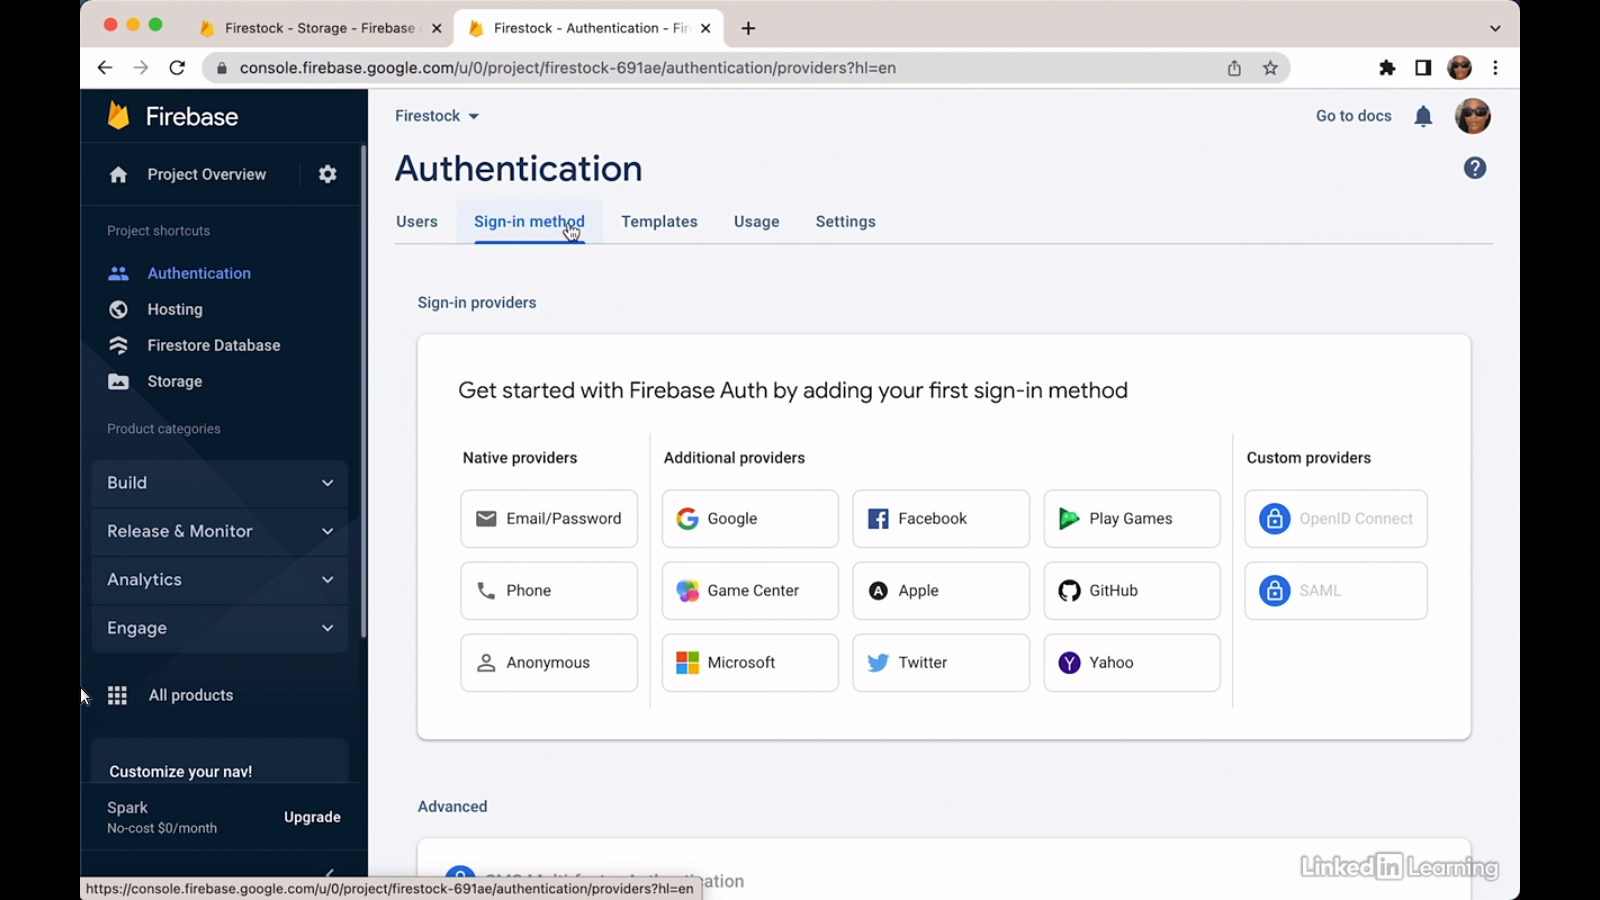 Firestock - Storage - Firebase
Firestock - Authentication - Fir
console.firebase.google.com/u/0/project/firestock-691ae/authentication/providers?hl=en
Firebase
Firestock
Go to docs
Project Overview
Authentication
Users
Sign-in method
Templates
Usage
Settings
Project shortcuts
Authentication
Hosting
Firestore Database
Storage
Product categories
Build
Release & Monitor
Analytics
Engage
All products
Customize your nav!
Spark
No-cost $0/month
Upgrade
Sign-in providers
Get started with Firebase Auth by adding your first sign-in method
Native providers
Additional providers
Custom providers
Email/Password
Google
Facebook
Play Games
OpenID Connect
Phone
Game Center
Apple
GitHub
SAML
Anonymous
Microsoft
Twitter
Yahoo
Advanced
https://console.firebase.google.com/u/0/project/firestock-691ae/authentication/providers?hl=en
LinkedIn Learning